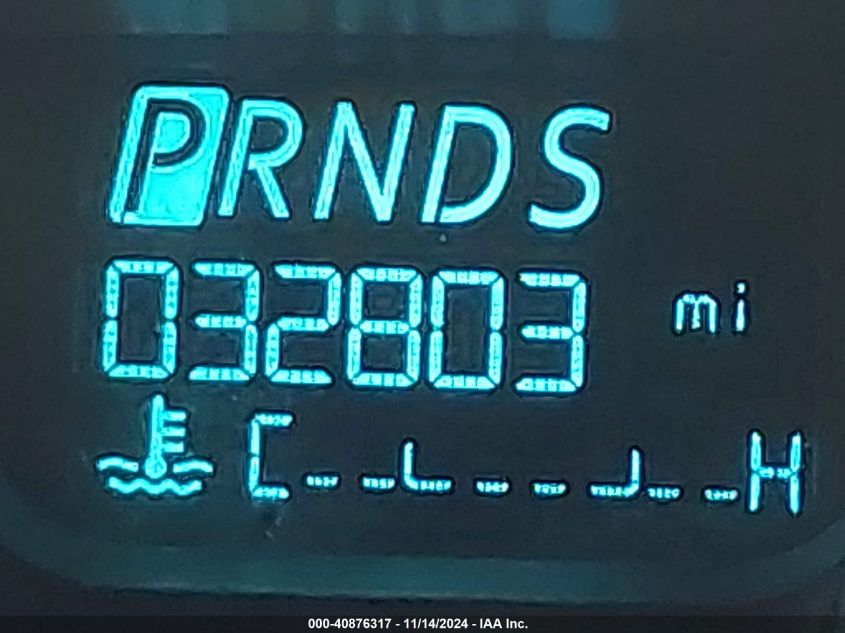 PRNDS
032803 mi
C H
000-40876317 - 11/14/2024 - IAA Inc.